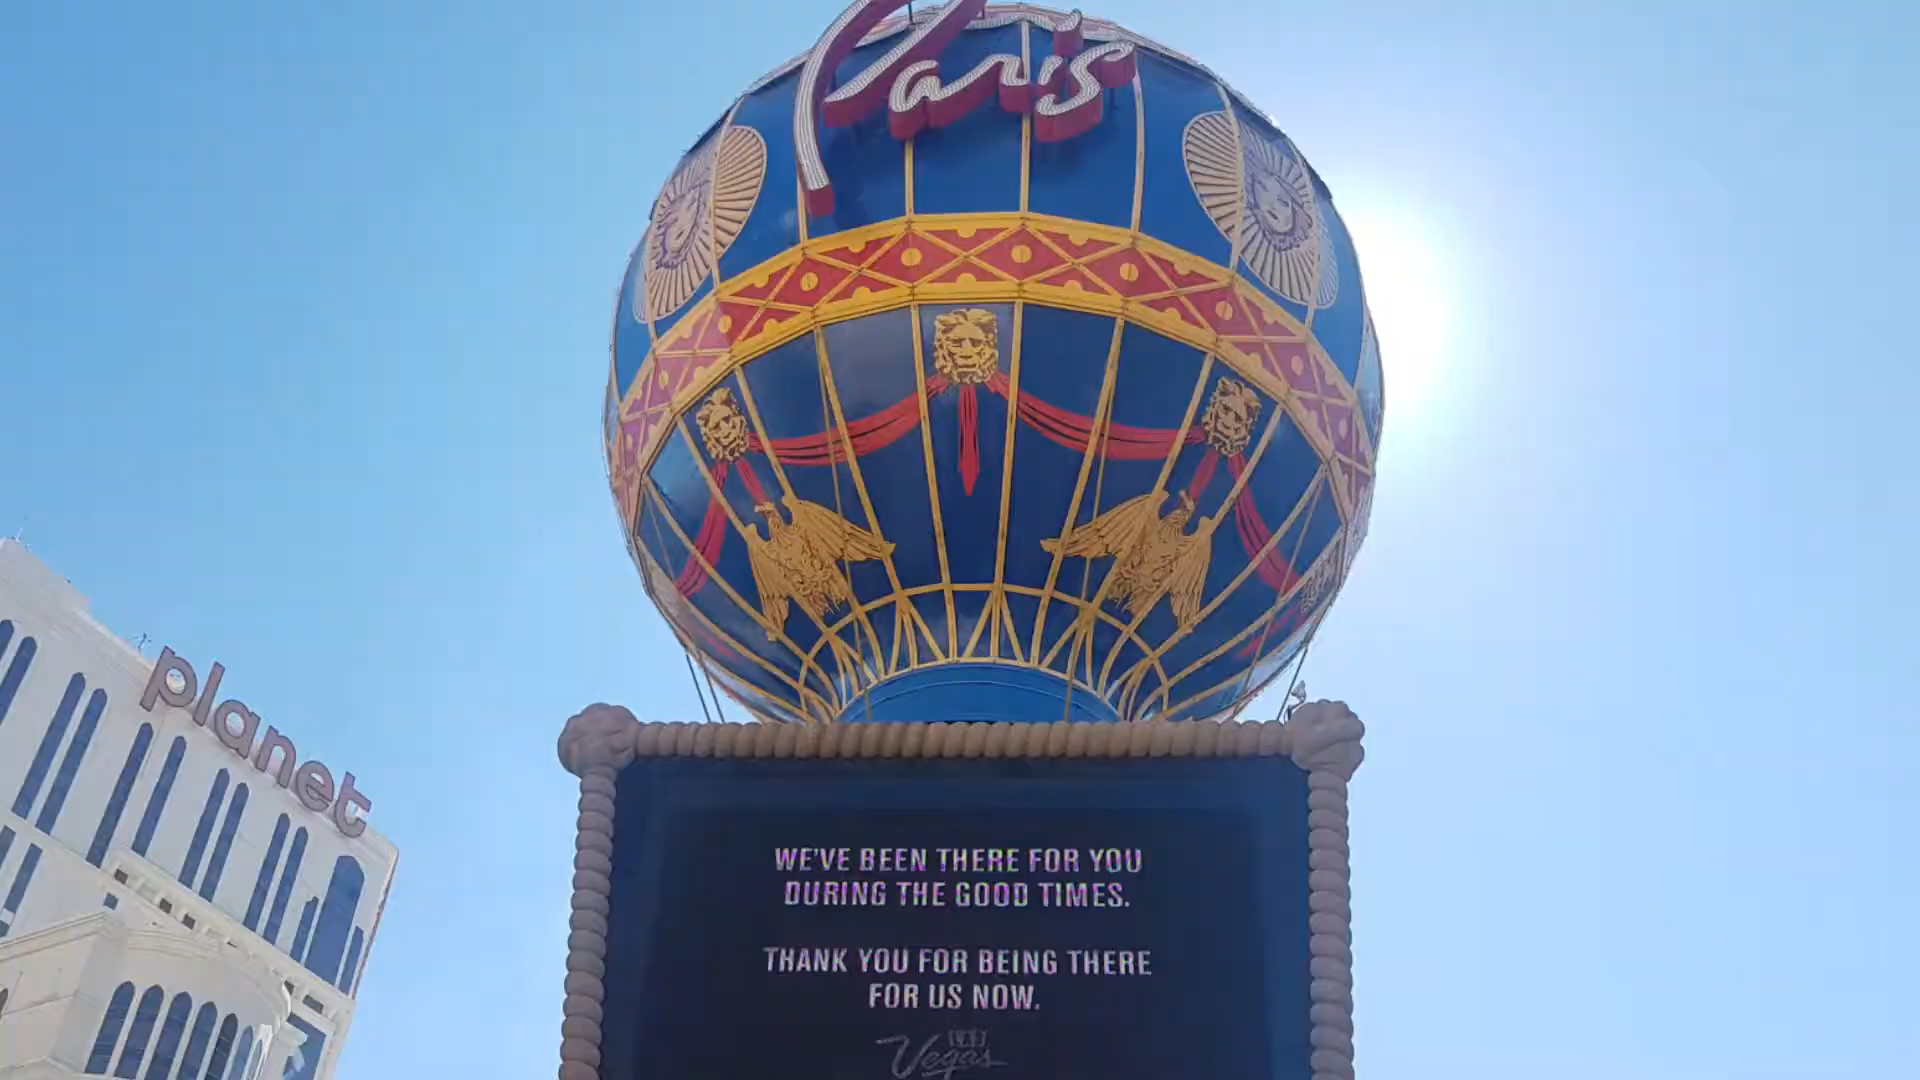 Paris
planet
WE'VE BEEN THERE FOR YOU
DURING THE GOOD TIMES.
THANK YOU FOR BEING THERE
FOR US NOW.
Vegas